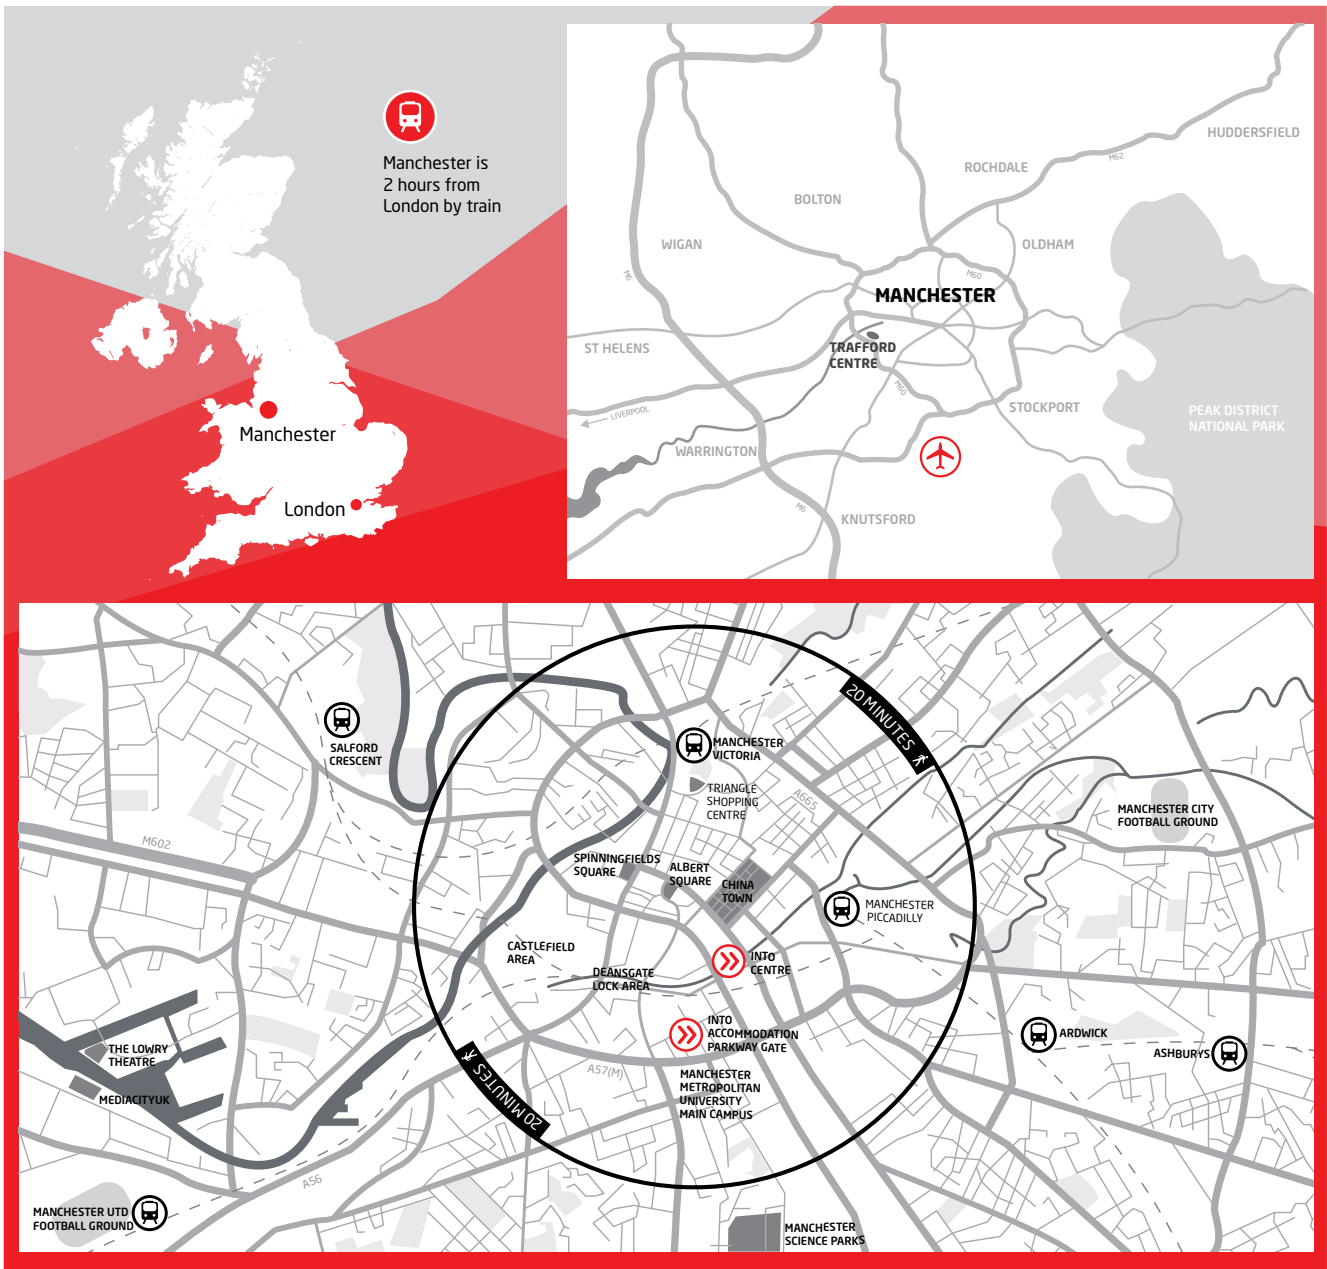 Manchester is
2 hours from
London by train
Manchester
London
HUDDERSFIELD
M62
ROCHDALE
BOLTON
WIGAN
OLDHAM
M6
M60
MANCHESTER
ST HELENS
TRAFFORD
CENTRE
M60
LIVERPOOL
STOCKPORT
PEAK DISTRICT
NATIONAL PARK
WARRINGTON
M6
KNUTSFORD
20 MINUTES
SALFORD
CRESCENT
MANCHESTER
VICTORIA
TRIANGLE
SHOPPING
CENTRE
A665
MANCHESTER CITY
FOOTBALL GROUND
M602
SPINNINGFIELDS
SQUARE
ALBERT
SQUARE
CHINA
TOWN
MANCHESTER
PICCADILLY
CASTLEFIELD
AREA
DEANSGATE
LOCK AREA
INTO
CENTRE
INTO
ACCOMMODATION
PARKWAY GATE
ARDWICK
ASHBURYS
THE LOWRY
THEATRE
MEDIACITYUK
A57(M)
MANCHESTER
METROPOLITAN
UNIVERSITY
MAIN CAMPUS
20 MINUTES
A56
MANCHESTER UTD
FOOTBALL GROUND
MANCHESTER
SCIENCE PARKS